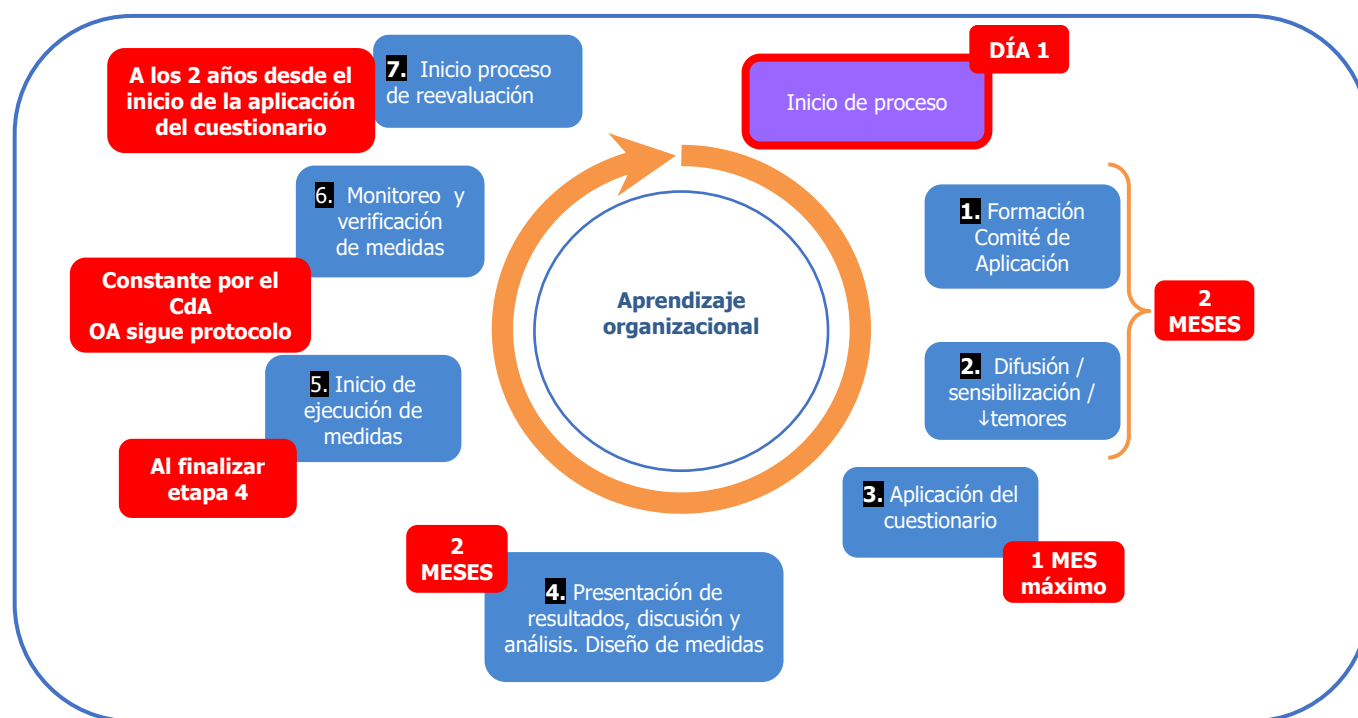 DÍA 1
Inicio de proceso
1. Formación
Comité de
Aplicación
2. Difusión /
sensibilización /
↓temores
2
MESES
3. Aplicación del
cuestionario
1 MES
máximo
4. Presentación de
resultados, discusión y
análisis. Diseño de medidas
2
MESES
5. Inicio de
ejecución de
medidas
Al finalizar
etapa 4
6. Monitoreo y
verificación
de medidas
Constante por el
CdA
OA sigue protocolo
7. Inicio proceso
de reevaluación
A los 2 años desde el
inicio de la aplicación
del cuestionario
Aprendizaje
organizacional